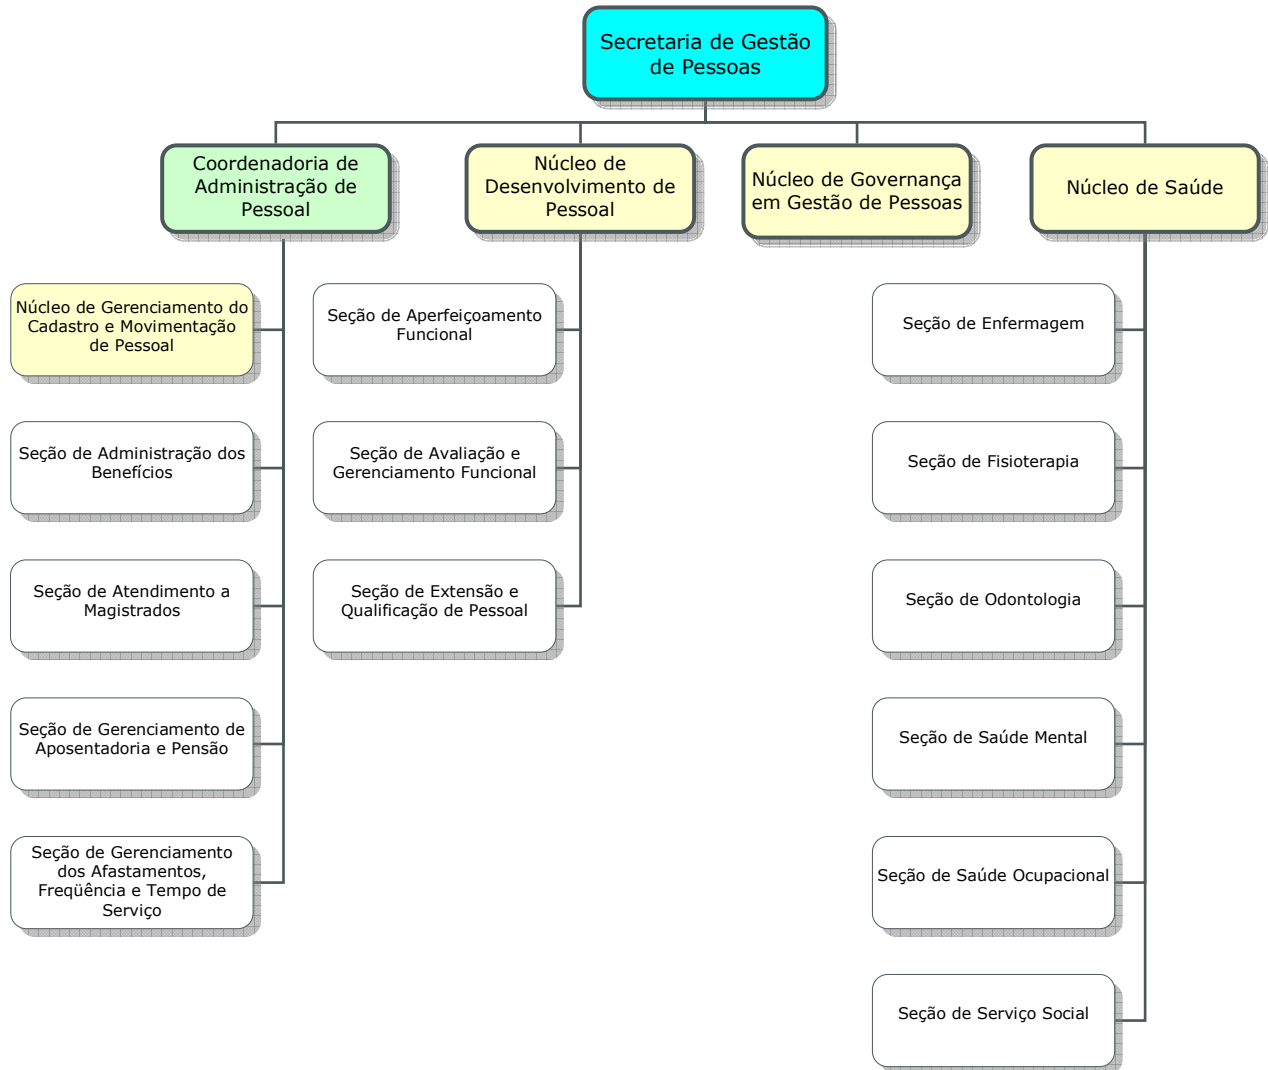 Secretaria de Gestão
de Pessoas
Coordenadoria de
Administração de
Pessoal
Núcleo de
Desenvolvimento de
Pessoal
Núcleo de Governança
em Gestão de Pessoas
Núcleo de Saúde
Núcleo de Gerenciamento do
Cadastro e Movimentação
de Pessoal
Seção de Administração dos
Benefícios
Seção de Atendimento a
Magistrados
Seção de Gerenciamento de
Aposentadoria e Pensão
Seção de Gerenciamento
dos Afastamentos,
Freqüência e Tempo de
Serviço
Seção de Aperfeiçoamento
Funcional
Seção de Avaliação e
Gerenciamento Funcional
Seção de Extensão e
Qualificação de Pessoal
Seção de Enfermagem
Seção de Fisioterapia
Seção de Odontologia
Seção de Saúde Mental
Seção de Saúde Ocupacional
Seção de Serviço Social